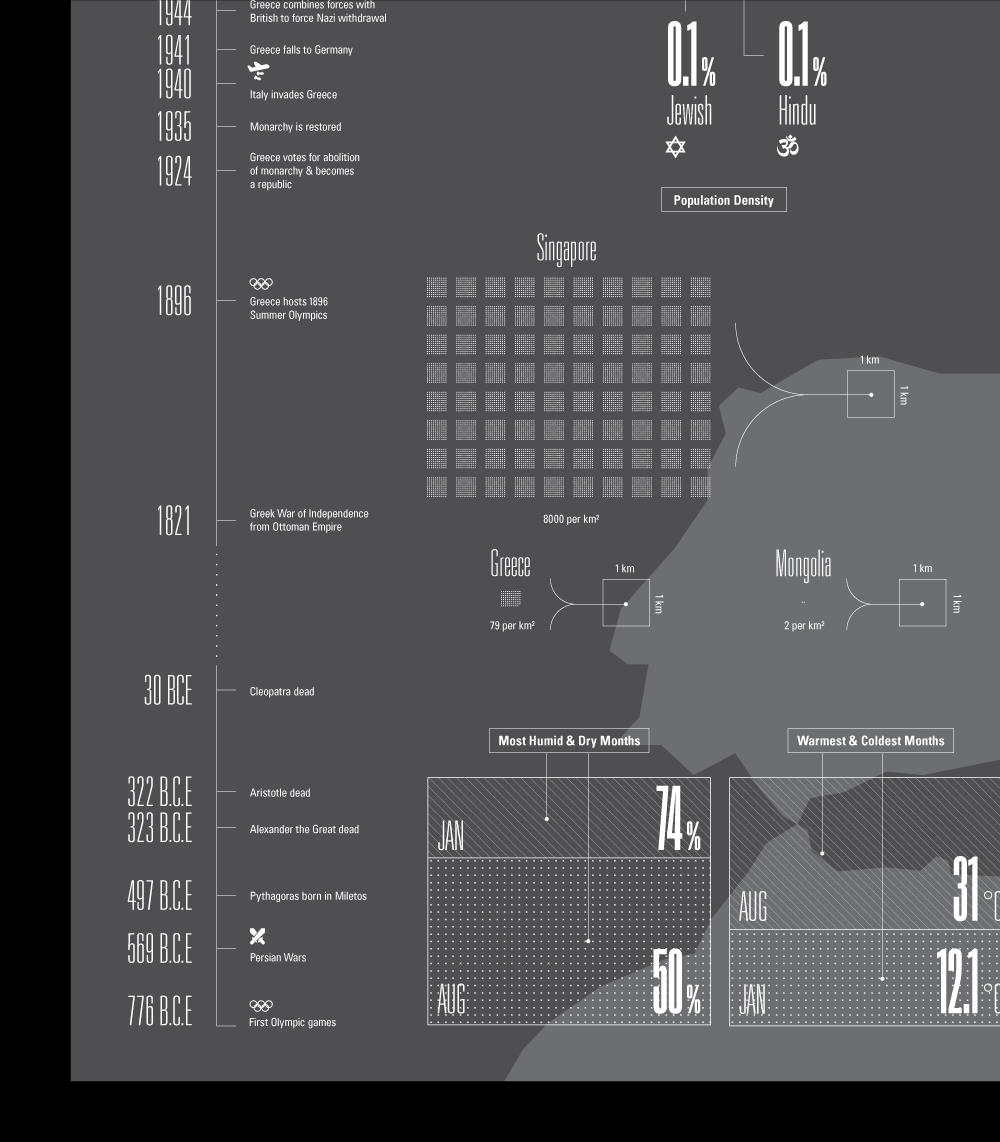 1944
Greece combines forces with
British to force Nazi withdrawal
1941
Greece falls to Germany
1940
Italy invades Greece
1935
Monarchy is restored
1924
Greece votes for abolition
of monarchy & becomes
a republic
1896
Greece hosts 1896
Summer Olympics
1821
Greek War of Independence
from Ottoman Empire
30 BCE
Cleopatra dead
322 B.C.E
Aristotle dead
323 B.C.E
Alexander the Great dead
497 B.C.E
Pythagoras born in Miletos
569 B.C.E
Persian Wars
776 B.C.E
First Olympic games
0.1%
Jewish
0.1%
Hindu
Population Density
Singapore
8000 per km²
1 km
1 km
Greece
79 per km²
1 km
1 km
Mongolia
2 per km²
1 km
1 km
Most Humid & Dry Months
JAN
74%
AUG
50%
Warmest & Coldest Months
AUG
31 °C
JAN
12.1 °C